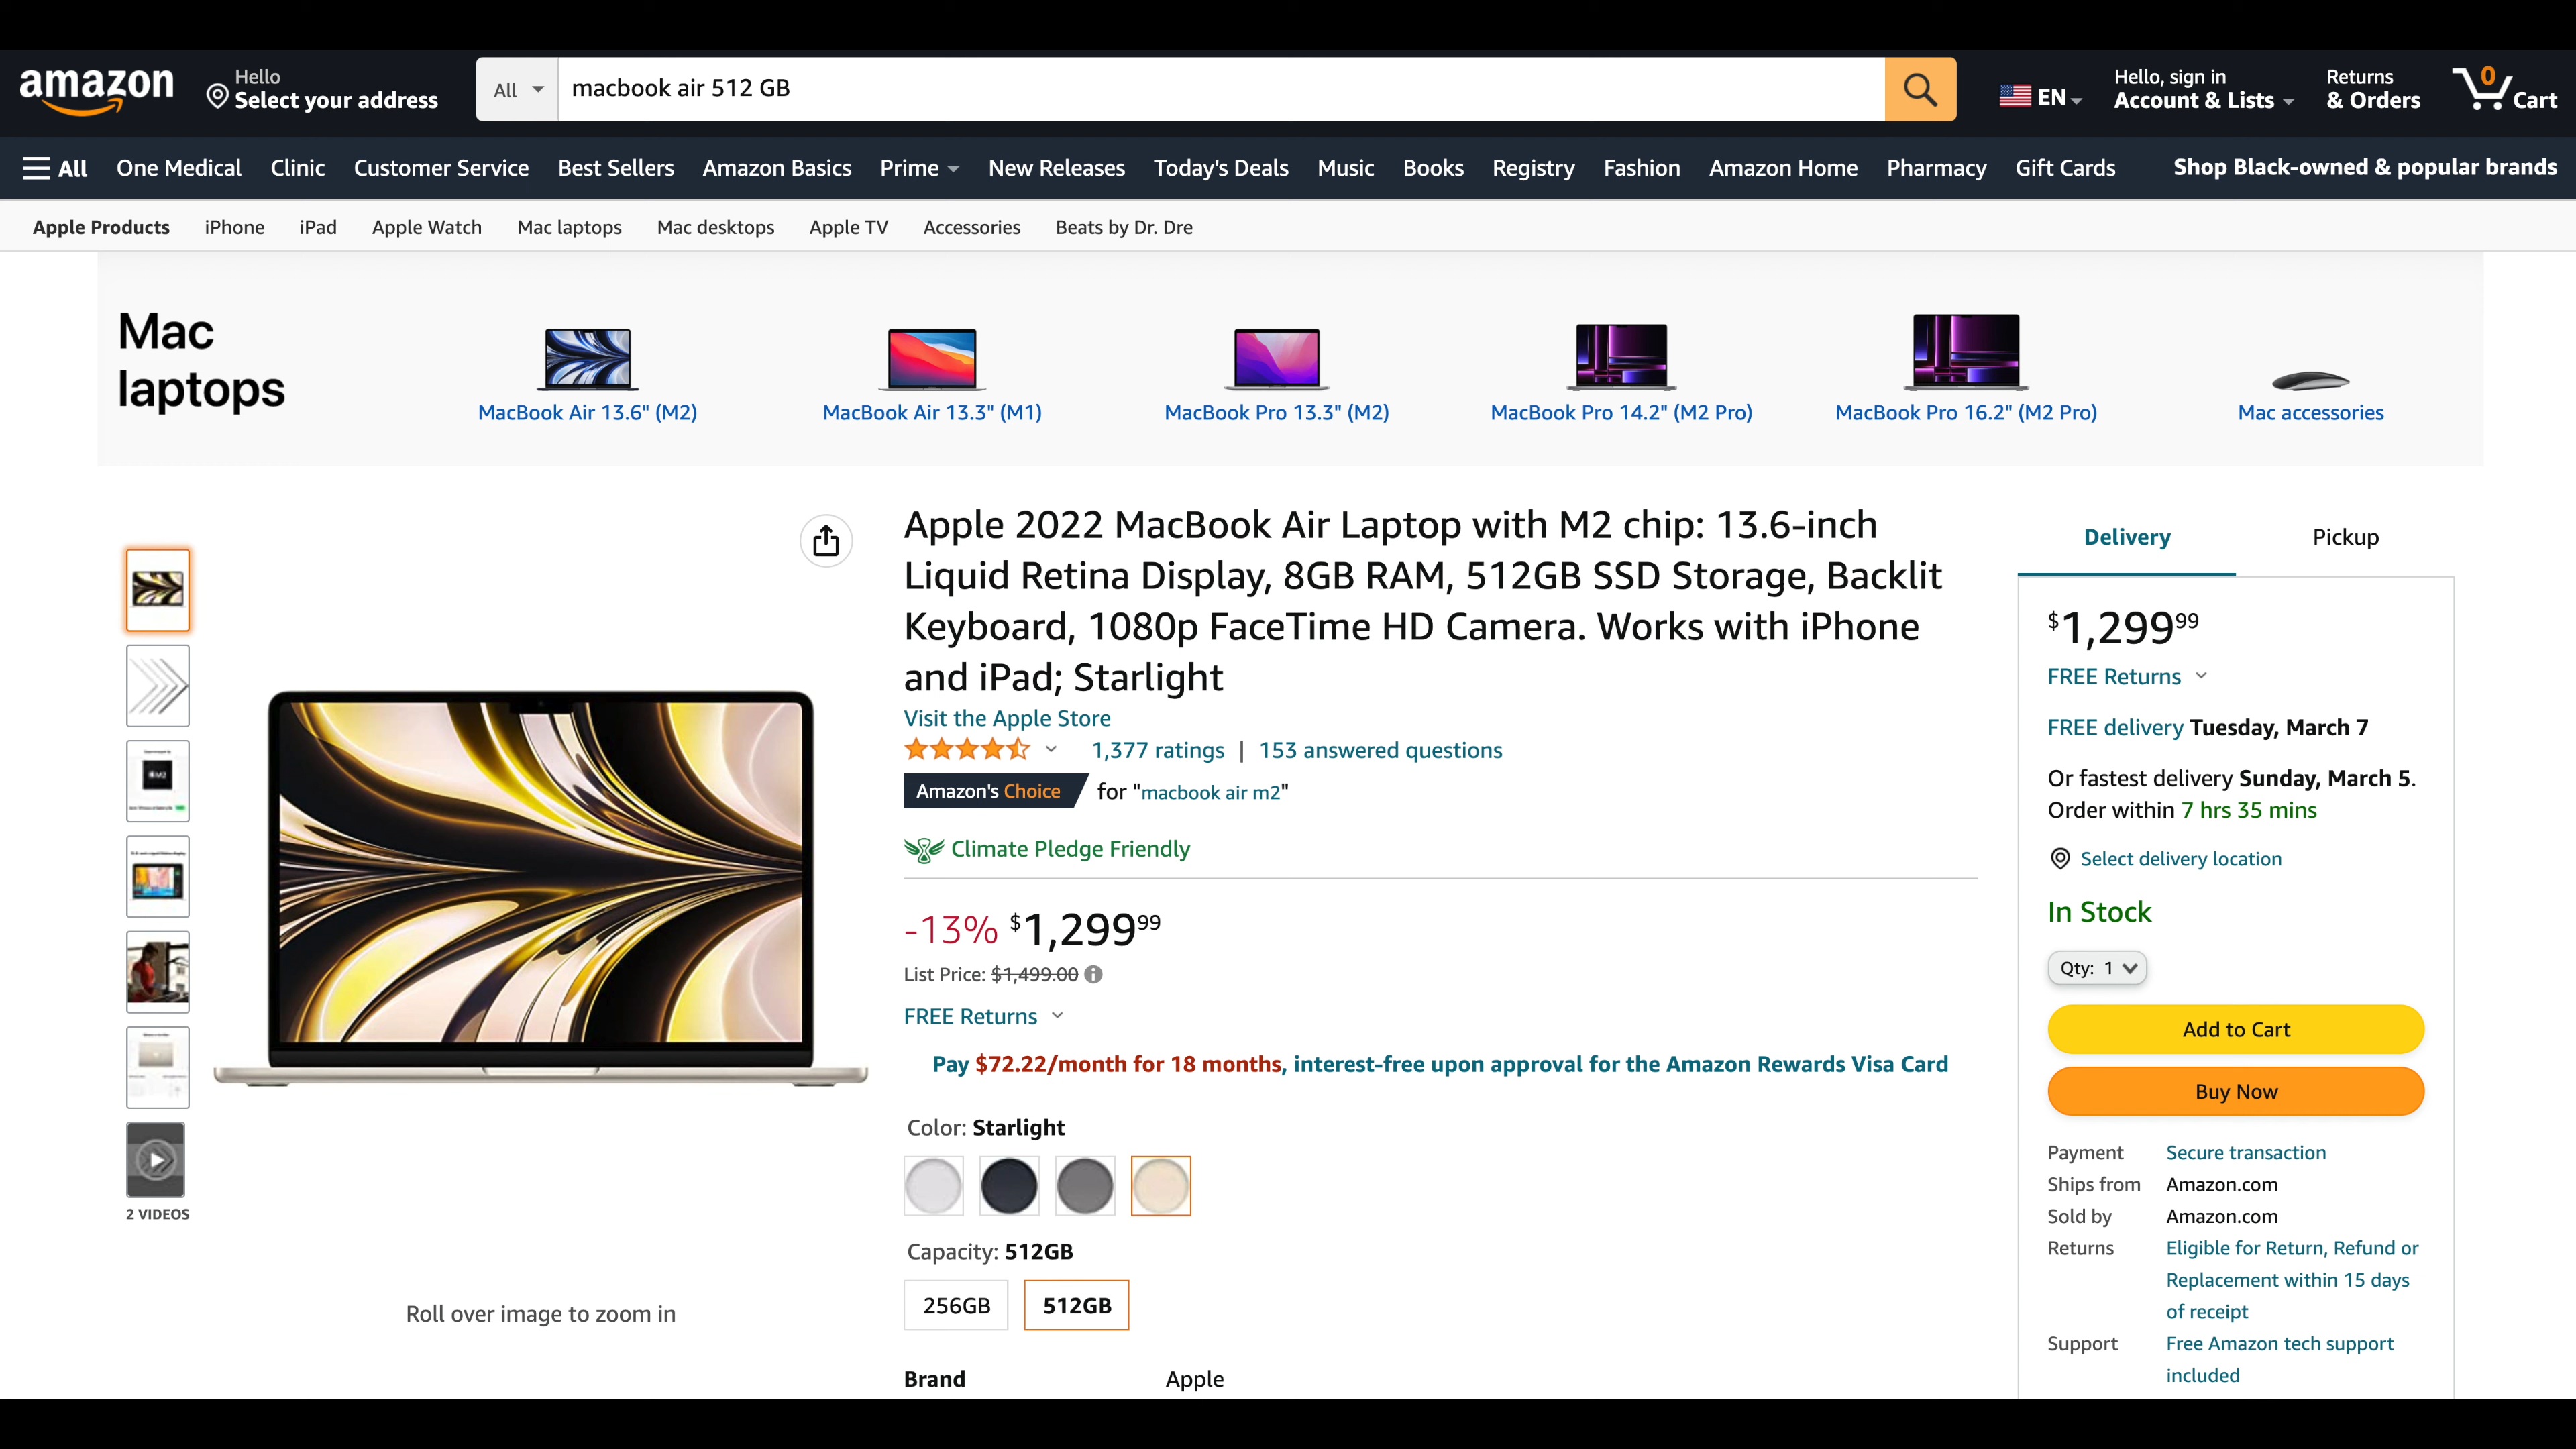 amazon
Hello
Select your address
All
macbook air 512 GB
EN
Hello, sign in
Account & Lists
Returns
& Orders
0
Cart
All
One Medical
Clinic
Customer Service
Best Sellers
Amazon Basics
Prime
New Releases
Today's Deals
Music
Books
Registry
Fashion
Amazon Home
Pharmacy
Gift Cards
Shop Black-owned & popular brands
Apple Products
iPhone
iPad
Apple Watch
Mac laptops
Mac desktops
Apple TV
Accessories
Beats by Dr. Dre
Mac
laptops
MacBook Air 13.6" (M2)
MacBook Air 13.3" (M1)
MacBook Pro 13.3" (M2)
MacBook Pro 14.2" (M2 Pro)
MacBook Pro 16.2" (M2 Pro)
Mac accessories
2 VIDEOS
Roll over image to zoom in
Apple 2022 MacBook Air Laptop with M2 chip: 13.6-inch
Liquid Retina Display, 8GB RAM, 512GB SSD Storage, Backlit
Keyboard, 1080p FaceTime HD Camera. Works with iPhone
and iPad; Starlight
Visit the Apple Store
1,377 ratings | 153 answered questions
Amazon's Choice for "macbook air m2"
Climate Pledge Friendly
-13% $1,299 99
List Price: $1,499.00
FREE Returns
Pay $72.22/month for 18 months, interest-free upon approval for the Amazon Rewards Visa Card
Color: Starlight
Capacity: 512GB
256GB
512GB
Brand Apple
Delivery
Pickup
$1,299 99
FREE Returns
FREE delivery Tuesday, March 7
Or fastest delivery Sunday, March 5.
Order within 7 hrs 35 mins
Select delivery location
In Stock
Qty: 1
Add to Cart
Buy Now
Payment Secure transaction
Ships from Amazon.com
Sold by Amazon.com
Returns Eligible for Return, Refund or
Replacement within 15 days
of receipt
Support Free Amazon tech support
included